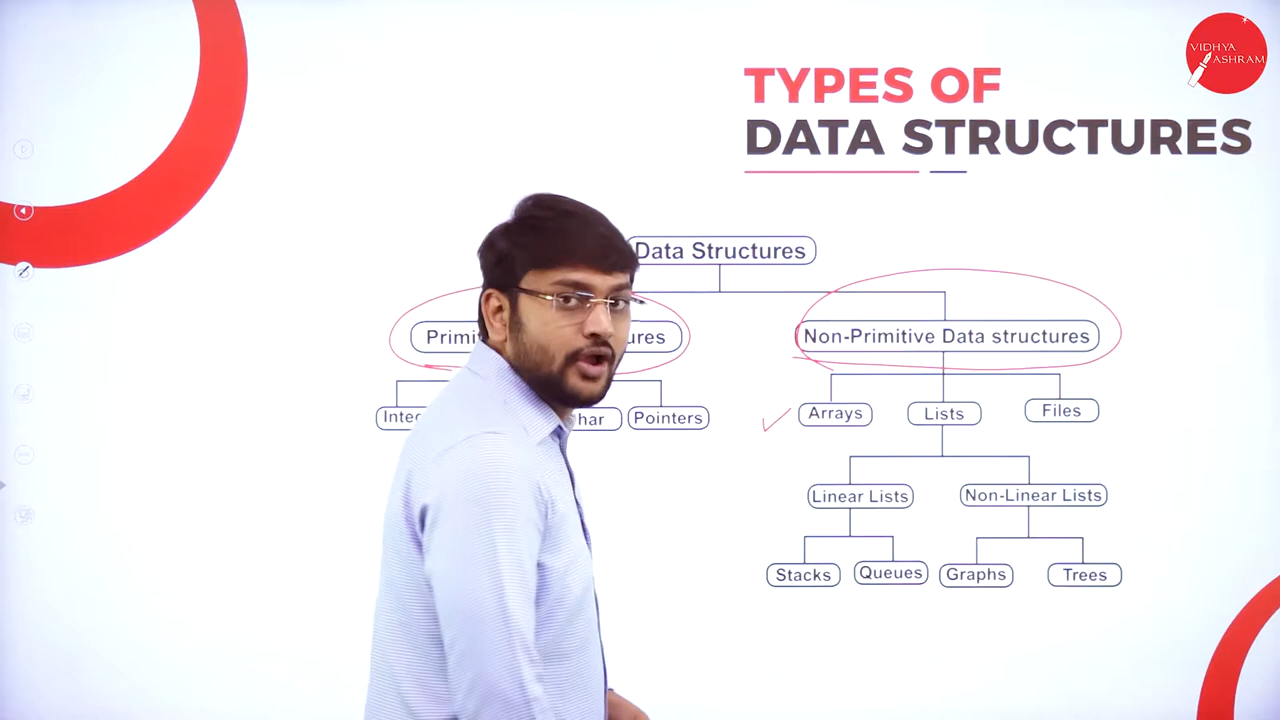 VIDHYA
ASHRAM
TYPES OF
DATA STRUCTURES
Data Structures
Non-Primitive Data structures
Arrays
Lists
Files
Pointers
Linear Lists
Non-Linear Lists
Stacks
Queues
Graphs
Trees